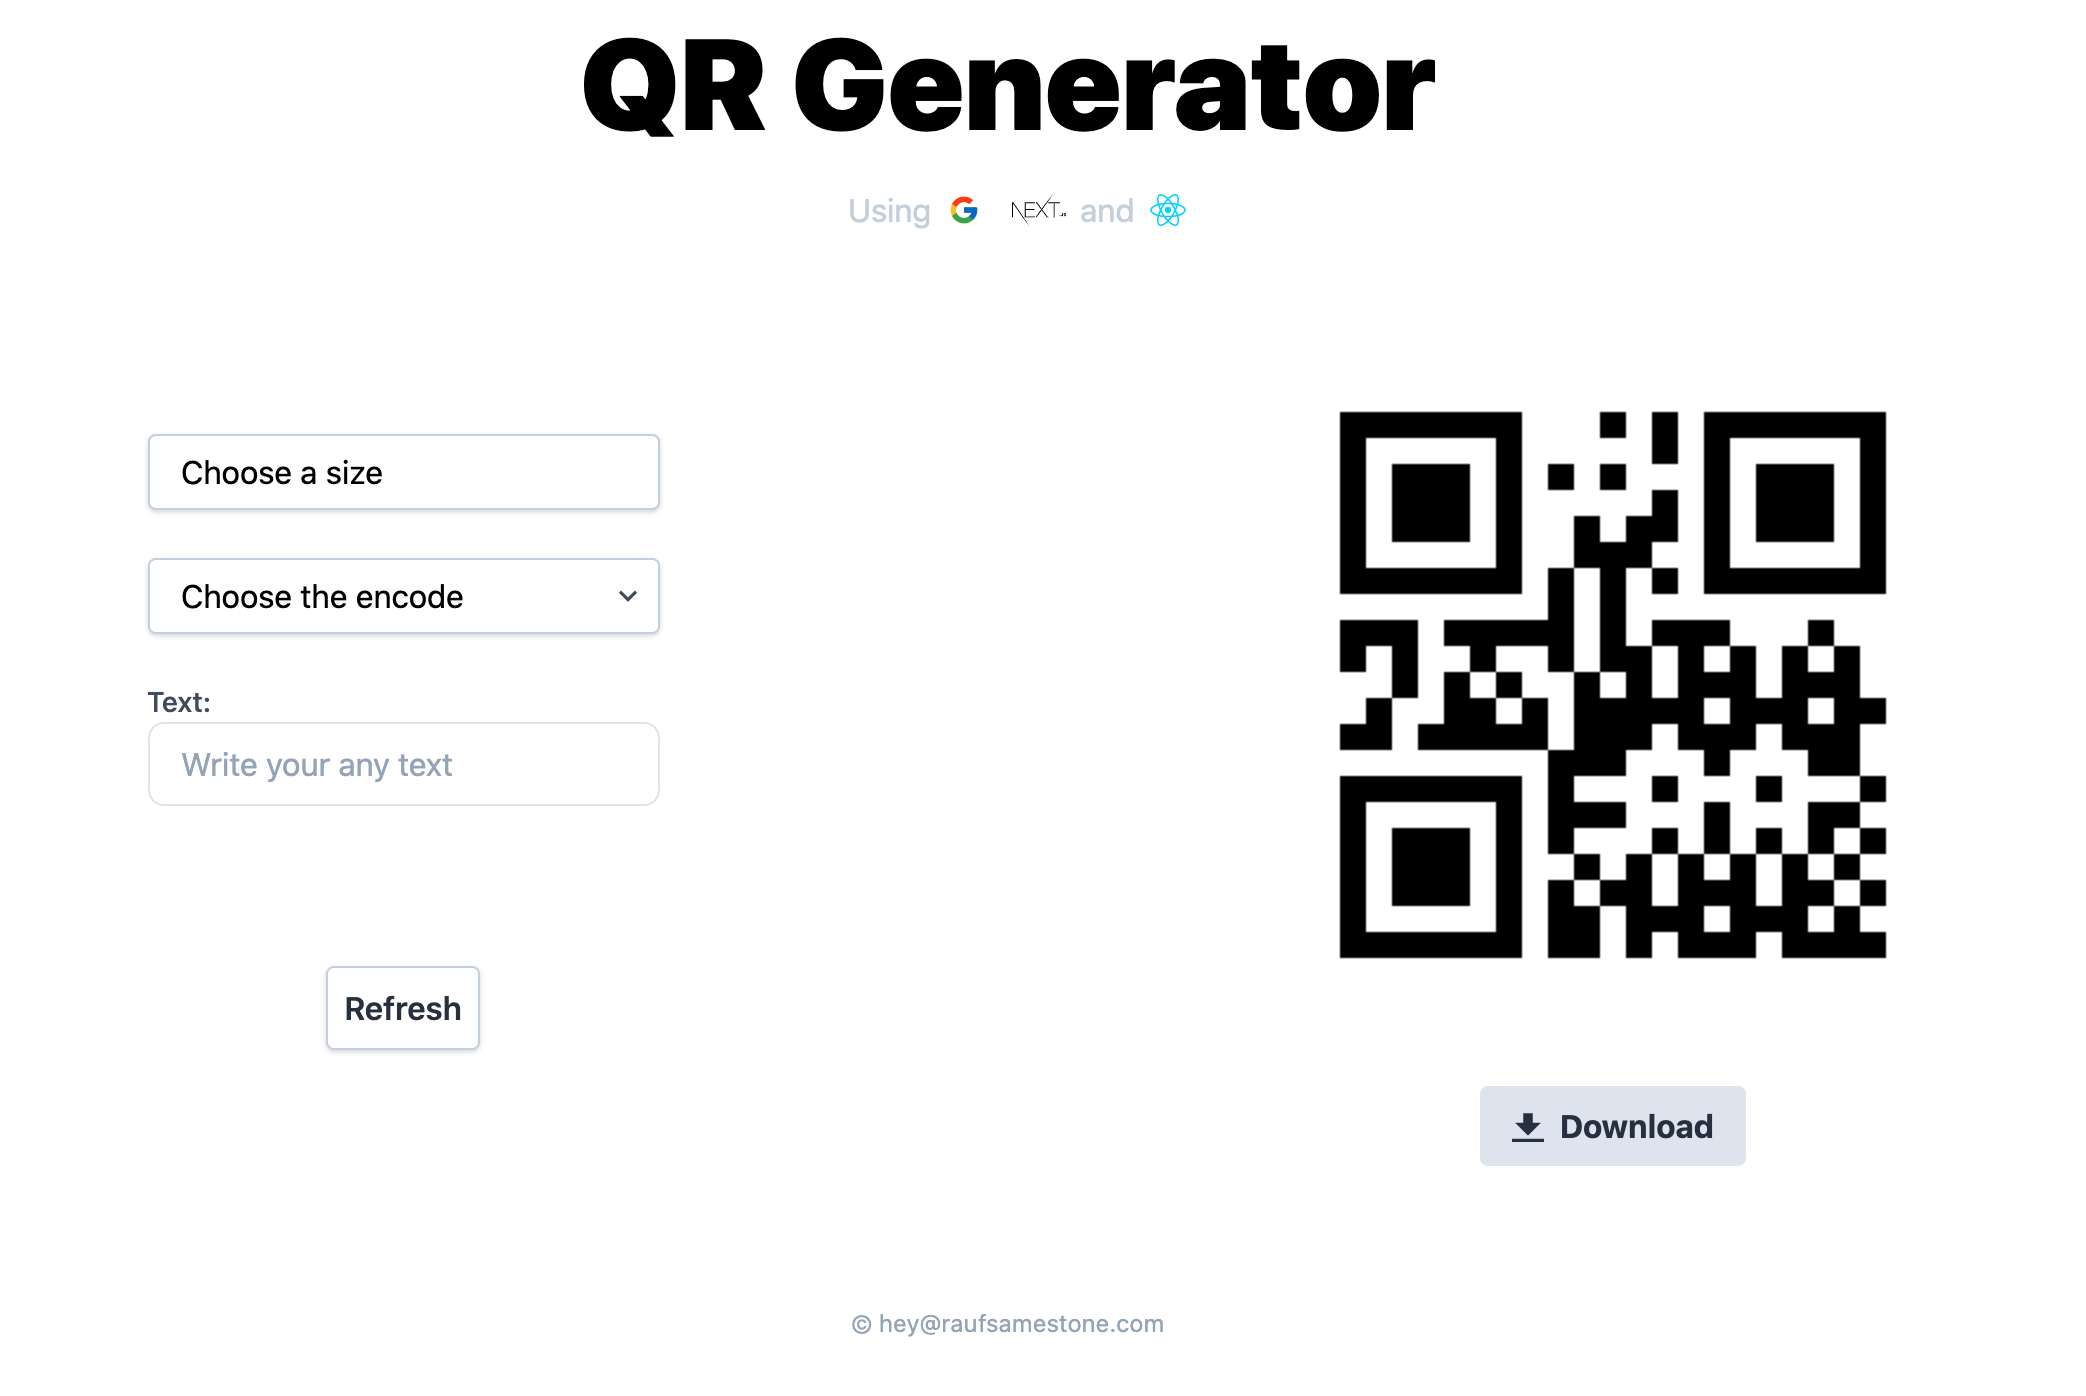 QR Generator
Using G NEXT.JS and
Choose a size
Choose the encode
Text:
Write your any text
Refresh
Download
© hey@raufsamestone.com